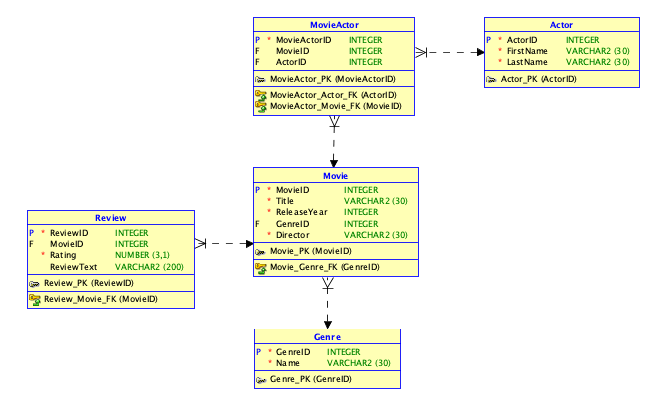 MovieActor
P * MovieActorID INTEGER
F MovieID INTEGER
F ActorID INTEGER
MovieActor_PK (MovieActorID)
MovieActor_Actor_FK (ActorID)
MovieActor_Movie_FK (MovieID)
Actor
P * ActorID INTEGER
* FirstName VARCHAR2 (30)
* LastName VARCHAR2 (30)
Actor_PK (ActorID)
Movie
P * MovieID INTEGER
* Title VARCHAR2 (30)
* ReleaseYear INTEGER
F GenreID INTEGER
* Director VARCHAR2 (30)
Movie_PK (MovieID)
Movie_Genre_FK (GenreID)
Review
P * ReviewID INTEGER
F MovieID INTEGER
* Rating NUMBER (3,1)
ReviewText VARCHAR2 (200)
Review_PK (ReviewID)
Review_Movie_FK (MovieID)
Genre
P * GenreID INTEGER
* Name VARCHAR2 (30)
Genre_PK (GenreID)